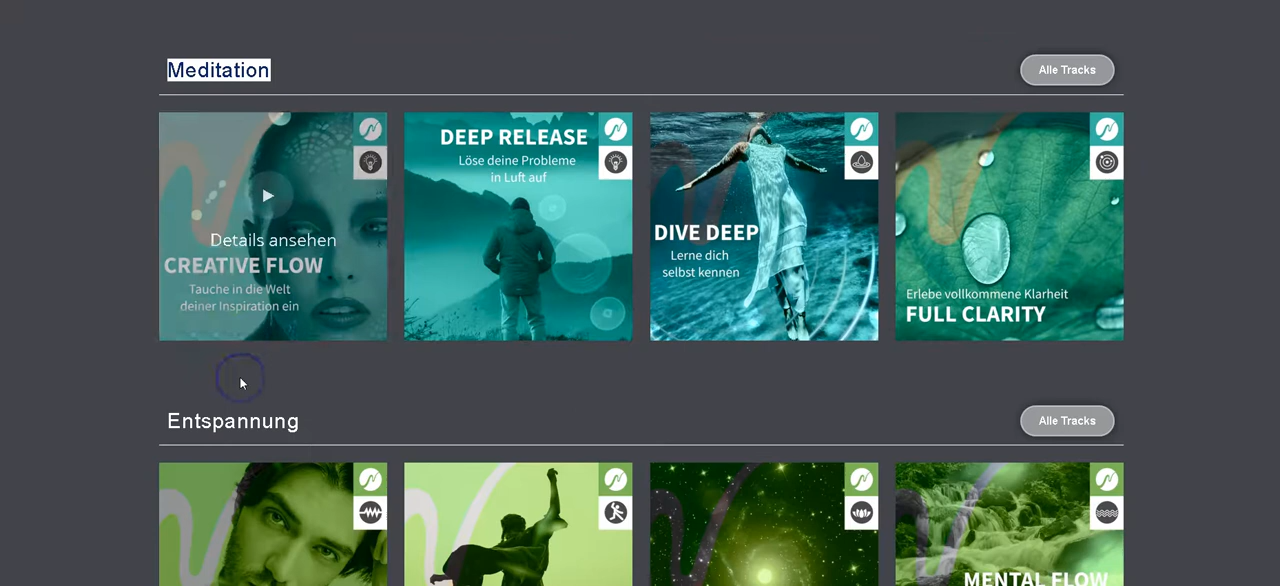 Meditation
Alle Tracks
Details ansehen
CREATIVE FLOW
Tauche in die Welt
deiner Inspiration ein
DEEP RELEASE
Löse deine Probleme
in Luft auf
DIVE DEEP
Lerne dich
selbst kennen
Erlebe vollkommene Klarheit
FULL CLARITY
Entspannung
Alle Tracks
MENTAL FLOW